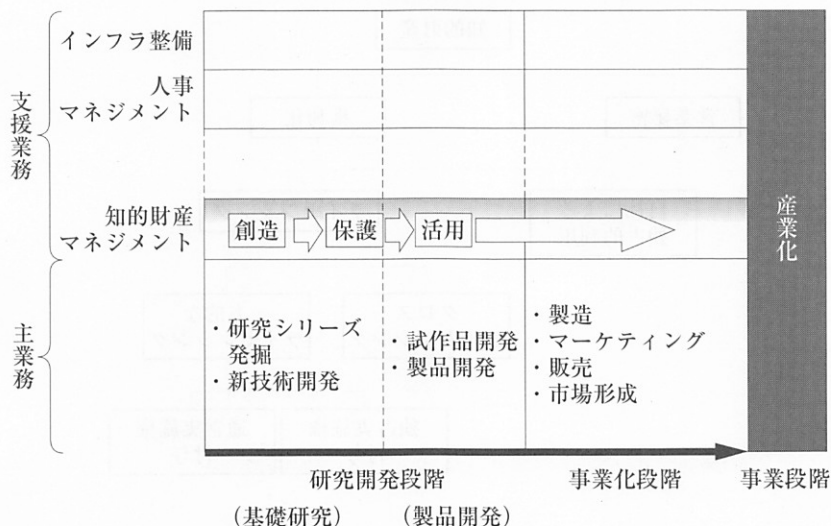 インフラ整備
人事
マネジメント
支援業務
知的財産
マネジメント
創造
保護
活用
産業化
主業務
・研究シリーズ
発掘
・新技術開発
・試作品開発
・製品開発
・製造
・マーケティング
・販売
・市場形成
研究開発段階
事業化段階
事業段階
(基礎研究)
(製品開発)